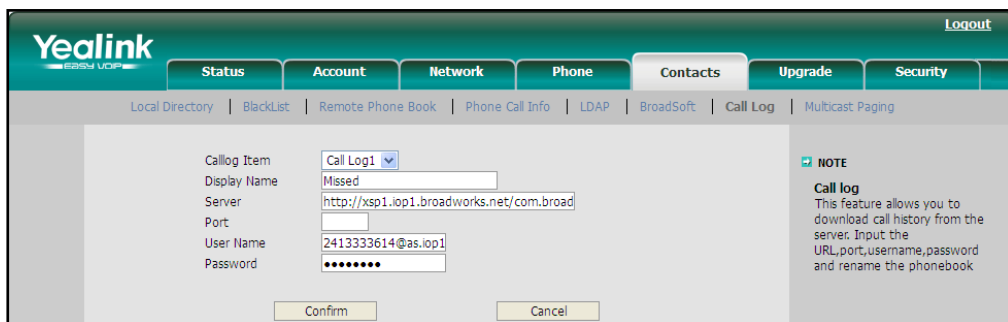 Logout
Yealink
EASY VOIP
Status Account Network Phone Contacts Upgrade Security
Local Directory | BlackList | Remote Phone Book | Phone Call Info | LDAP | BroadSoft | Call Log | Multicast Paging
Calllog Item Call Log1
Display Name Missed
Server http://xsp1.iop1.broadworks.net/com.broad
Port
User Name 2413333614@as.iop1
Password ••••••••
Confirm Cancel
NOTE
Call log
This feature allows you to
download call history from the
server. Input the
URL,port,username,password
and rename the phonebook